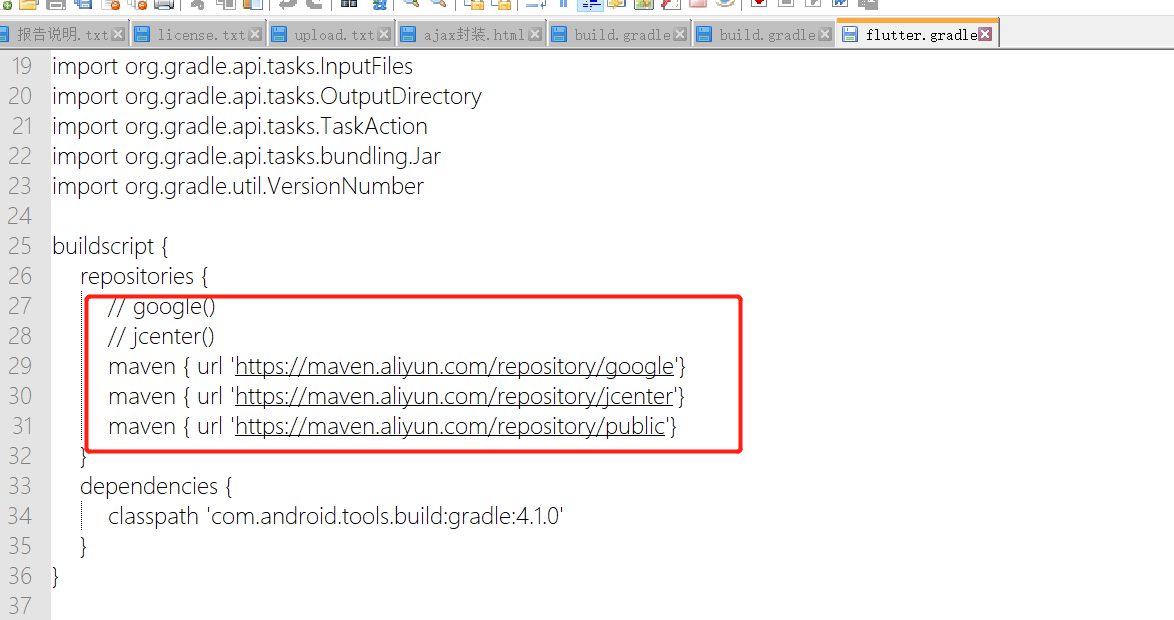 报告说明.txt license.txt upload.txt ajax封装.html build.gradle build.gradle flutter.gradle
19 import org.gradle.api.tasks.InputFiles
20 import org.gradle.api.tasks.OutputDirectory
21 import org.gradle.api.tasks.TaskAction
22 import org.gradle.api.tasks.bundling.Jar
23 import org.gradle.util.VersionNumber
24
25 buildscript {
26 repositories {
27 // google()
28 // jcenter()
29 maven { url 'https://maven.aliyun.com/repository/google'}
30 maven { url 'https://maven.aliyun.com/repository/jcenter'}
31 maven { url 'https://maven.aliyun.com/repository/public'}
32 }
33 dependencies {
34 classpath 'com.android.tools.build:gradle:4.1.0'
35 }
36 }
37